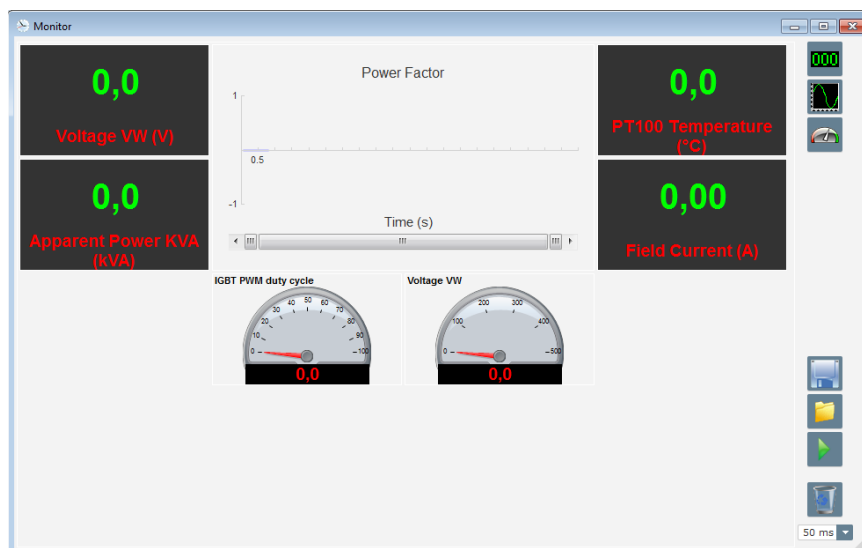 Monitor
0,0
Voltage VW (V)
0,0
Apparent Power KVA
(kVA)
Power Factor
1
0.5
-1
Time (s)
0,0
PT100 Temperature
(°C)
0,00
Field Current (A)
000
IGBT PWM duty cycle
0
10
20
30
40
50
60
70
80
90
100
0,0
Voltage VW
0
100
200
300
400
500
0,0
50 ms